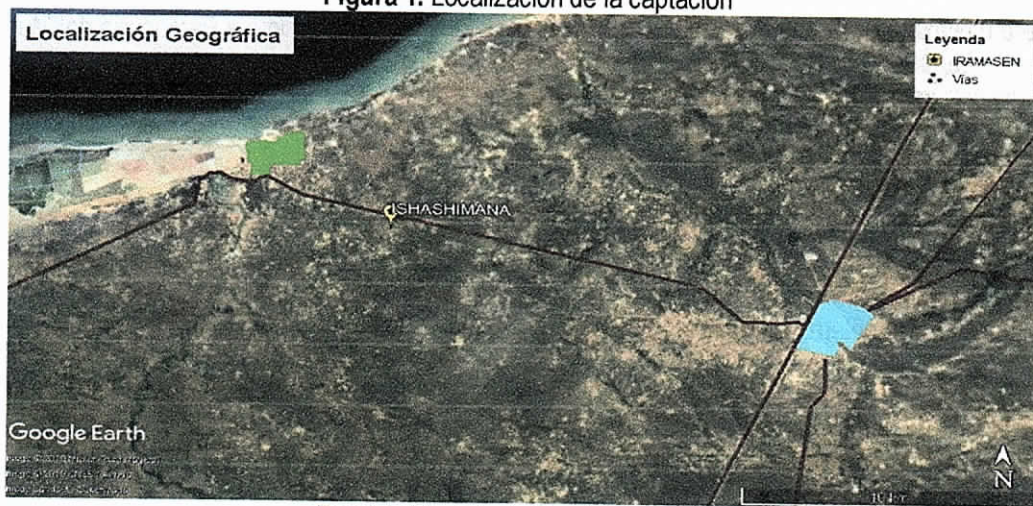 Figura 1. Localización de la captación
Localización Geográfica
Leyenda
IRAMASEN
Vías
ISHASHIMANA
Google Earth
N